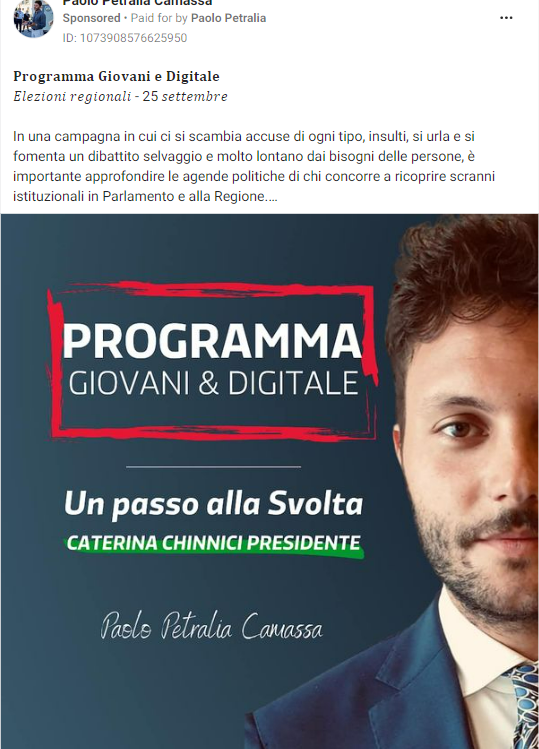 Paolo Petralia Camassa
Sponsored • Paid for by Paolo Petralia
ID: 1073908576625950
Programma Giovani e Digitale
Elezioni regionali - 25 settembre
In una campagna in cui ci si scambia accuse di ogni tipo, insulti, si urla e si
fomenta un dibattito selvaggio e molto lontano dai bisogni delle persone, è
importante approfondire le agende politiche di chi concorre a ricoprire scranni
istituzionali in Parlamento e alla Regione....
PROGRAMMA
GIOVANI & DIGITALE
Un passo alla Svolta
CATERINA CHINNICI PRESIDENTE
Paolo Petralia Camassa